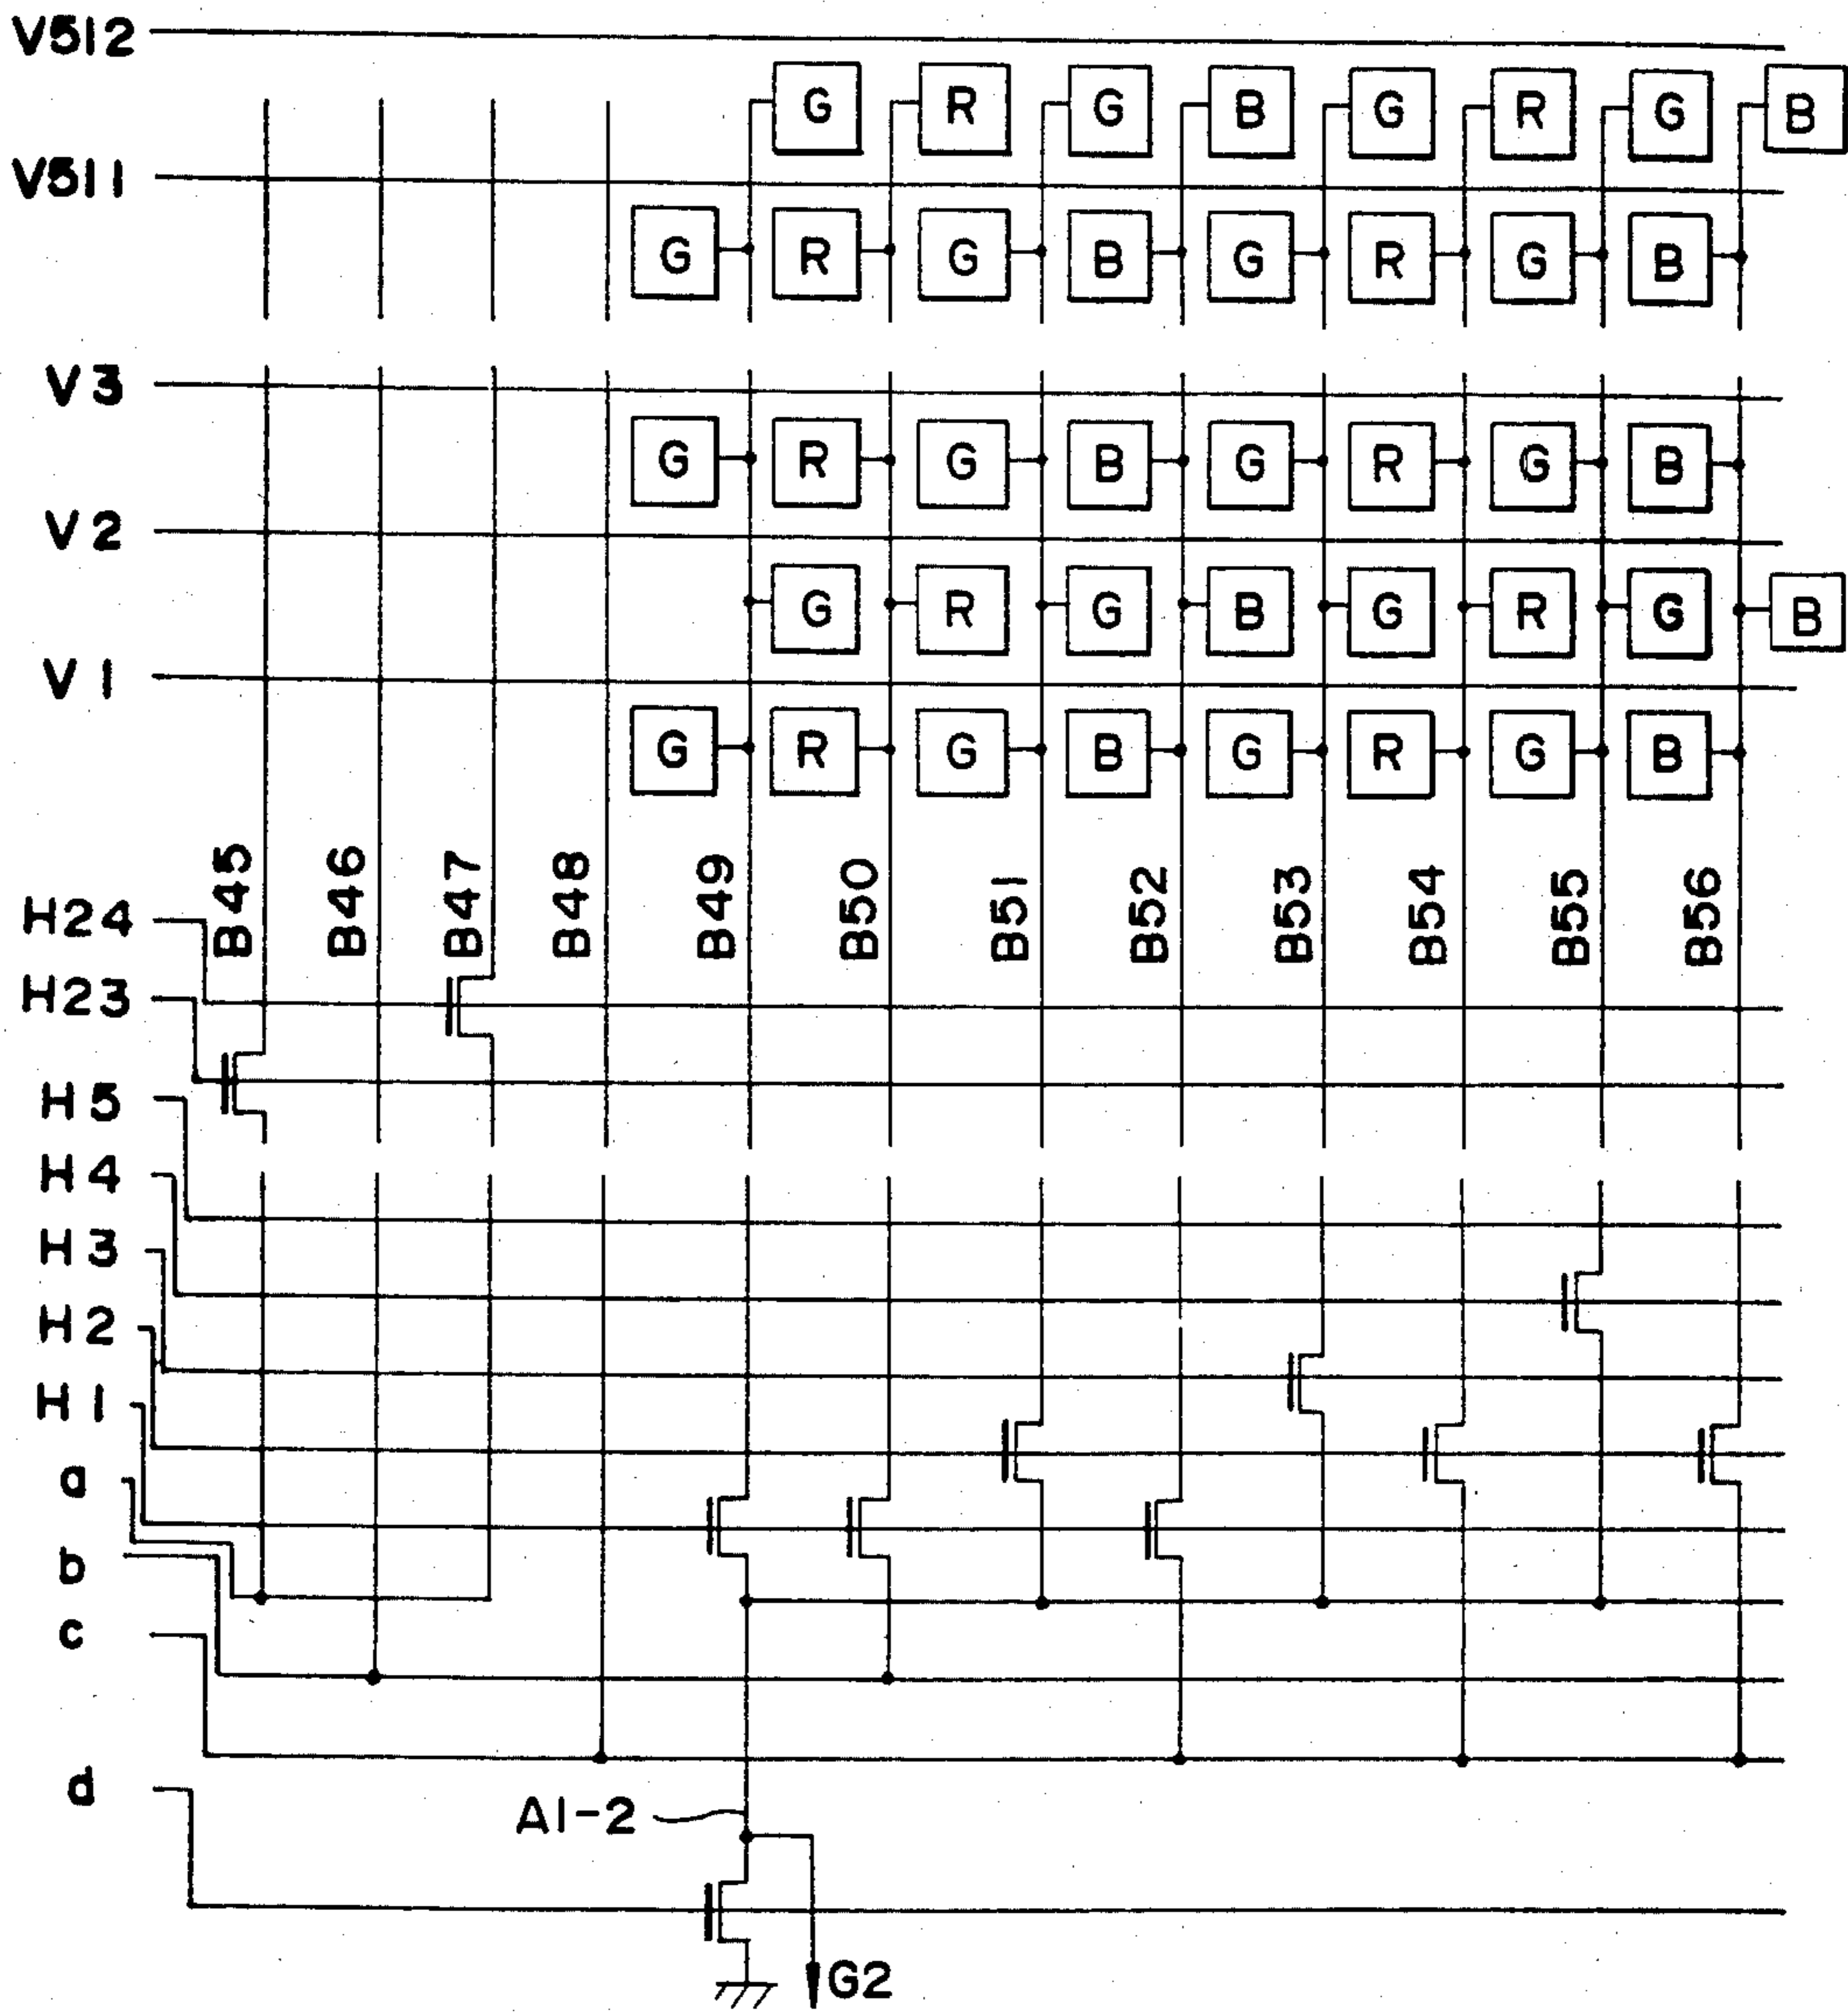 V512
G R G B G R G B
V511
G R G B G R G B
V3
G R G B G R G B
V2
G R G B G R G B
V1
G R G B G R G B
B45 B46 B47 B48 B49 B50 B51 B52 B53 B54 B55 B56
H24
H23
H5
H4
H3
H2
H1
a
b
c
d
A1-2
G2